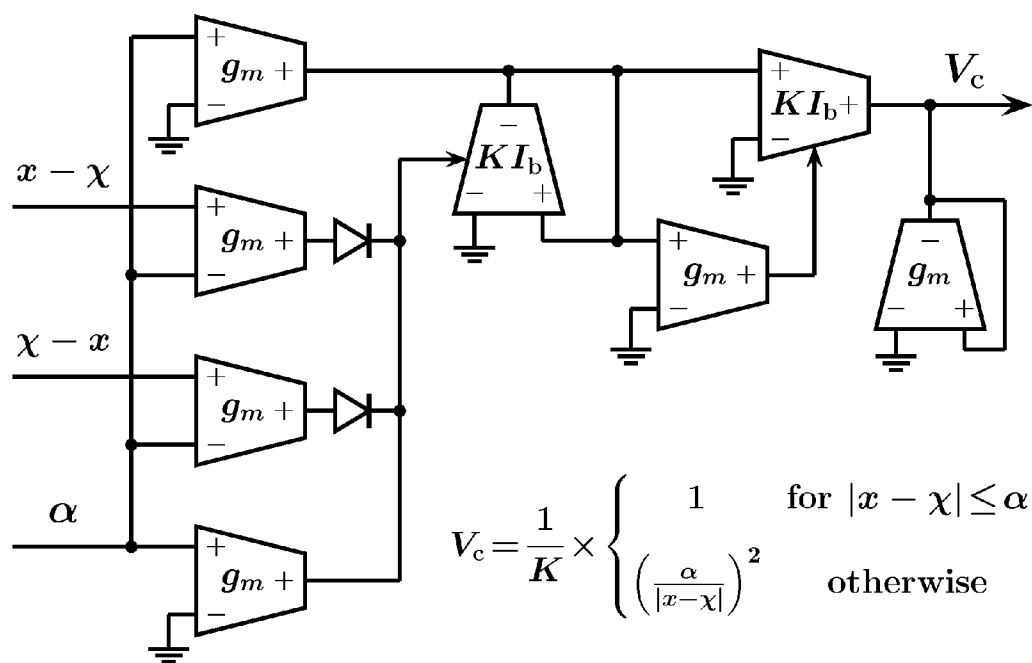 +
g_m +
−
x − χ
+
g_m +
−
χ − x
+
g_m +
−
α
+
g_m +
−
−
KI_b
− +
+
g_m +
−
+
KI_b +
−
V_c
−
g_m
− +
V_c = 1/K × { 1 for |x − χ| ≤ α
(α/|x−χ|)^2 otherwise